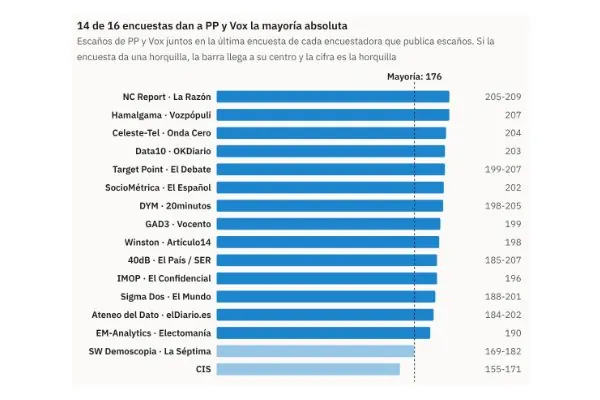 14 de 16 encuestas dan a PP y Vox la mayoría absoluta
Escaños de PP y Vox juntos en la última encuesta de cada encuestadora que publica escaños. Si la
encuesta da una horquilla, la barra llega a su centro y la cifra es la horquilla
Mayoría: 176
NC Report · La Razón 205-209
Hamalgama · Vozpópuli 207
Celeste-Tel · Onda Cero 204
Data10 · OKDiario 203
Target Point · El Debate 199-207
SocioMétrica · El Español 202
DYM · 20minutos 198-205
GAD3 · Vocento 199
Winston · Artículo14 198
40dB · El País / SER 185-207
IMOP · El Confidencial 196
Sigma Dos · El Mundo 188-201
Ateneo del Dato · elDiario.es 184-202
EM-Analytics · Electomanía 190
SW Demoscopia · La Séptima 169-182
CIS 155-171